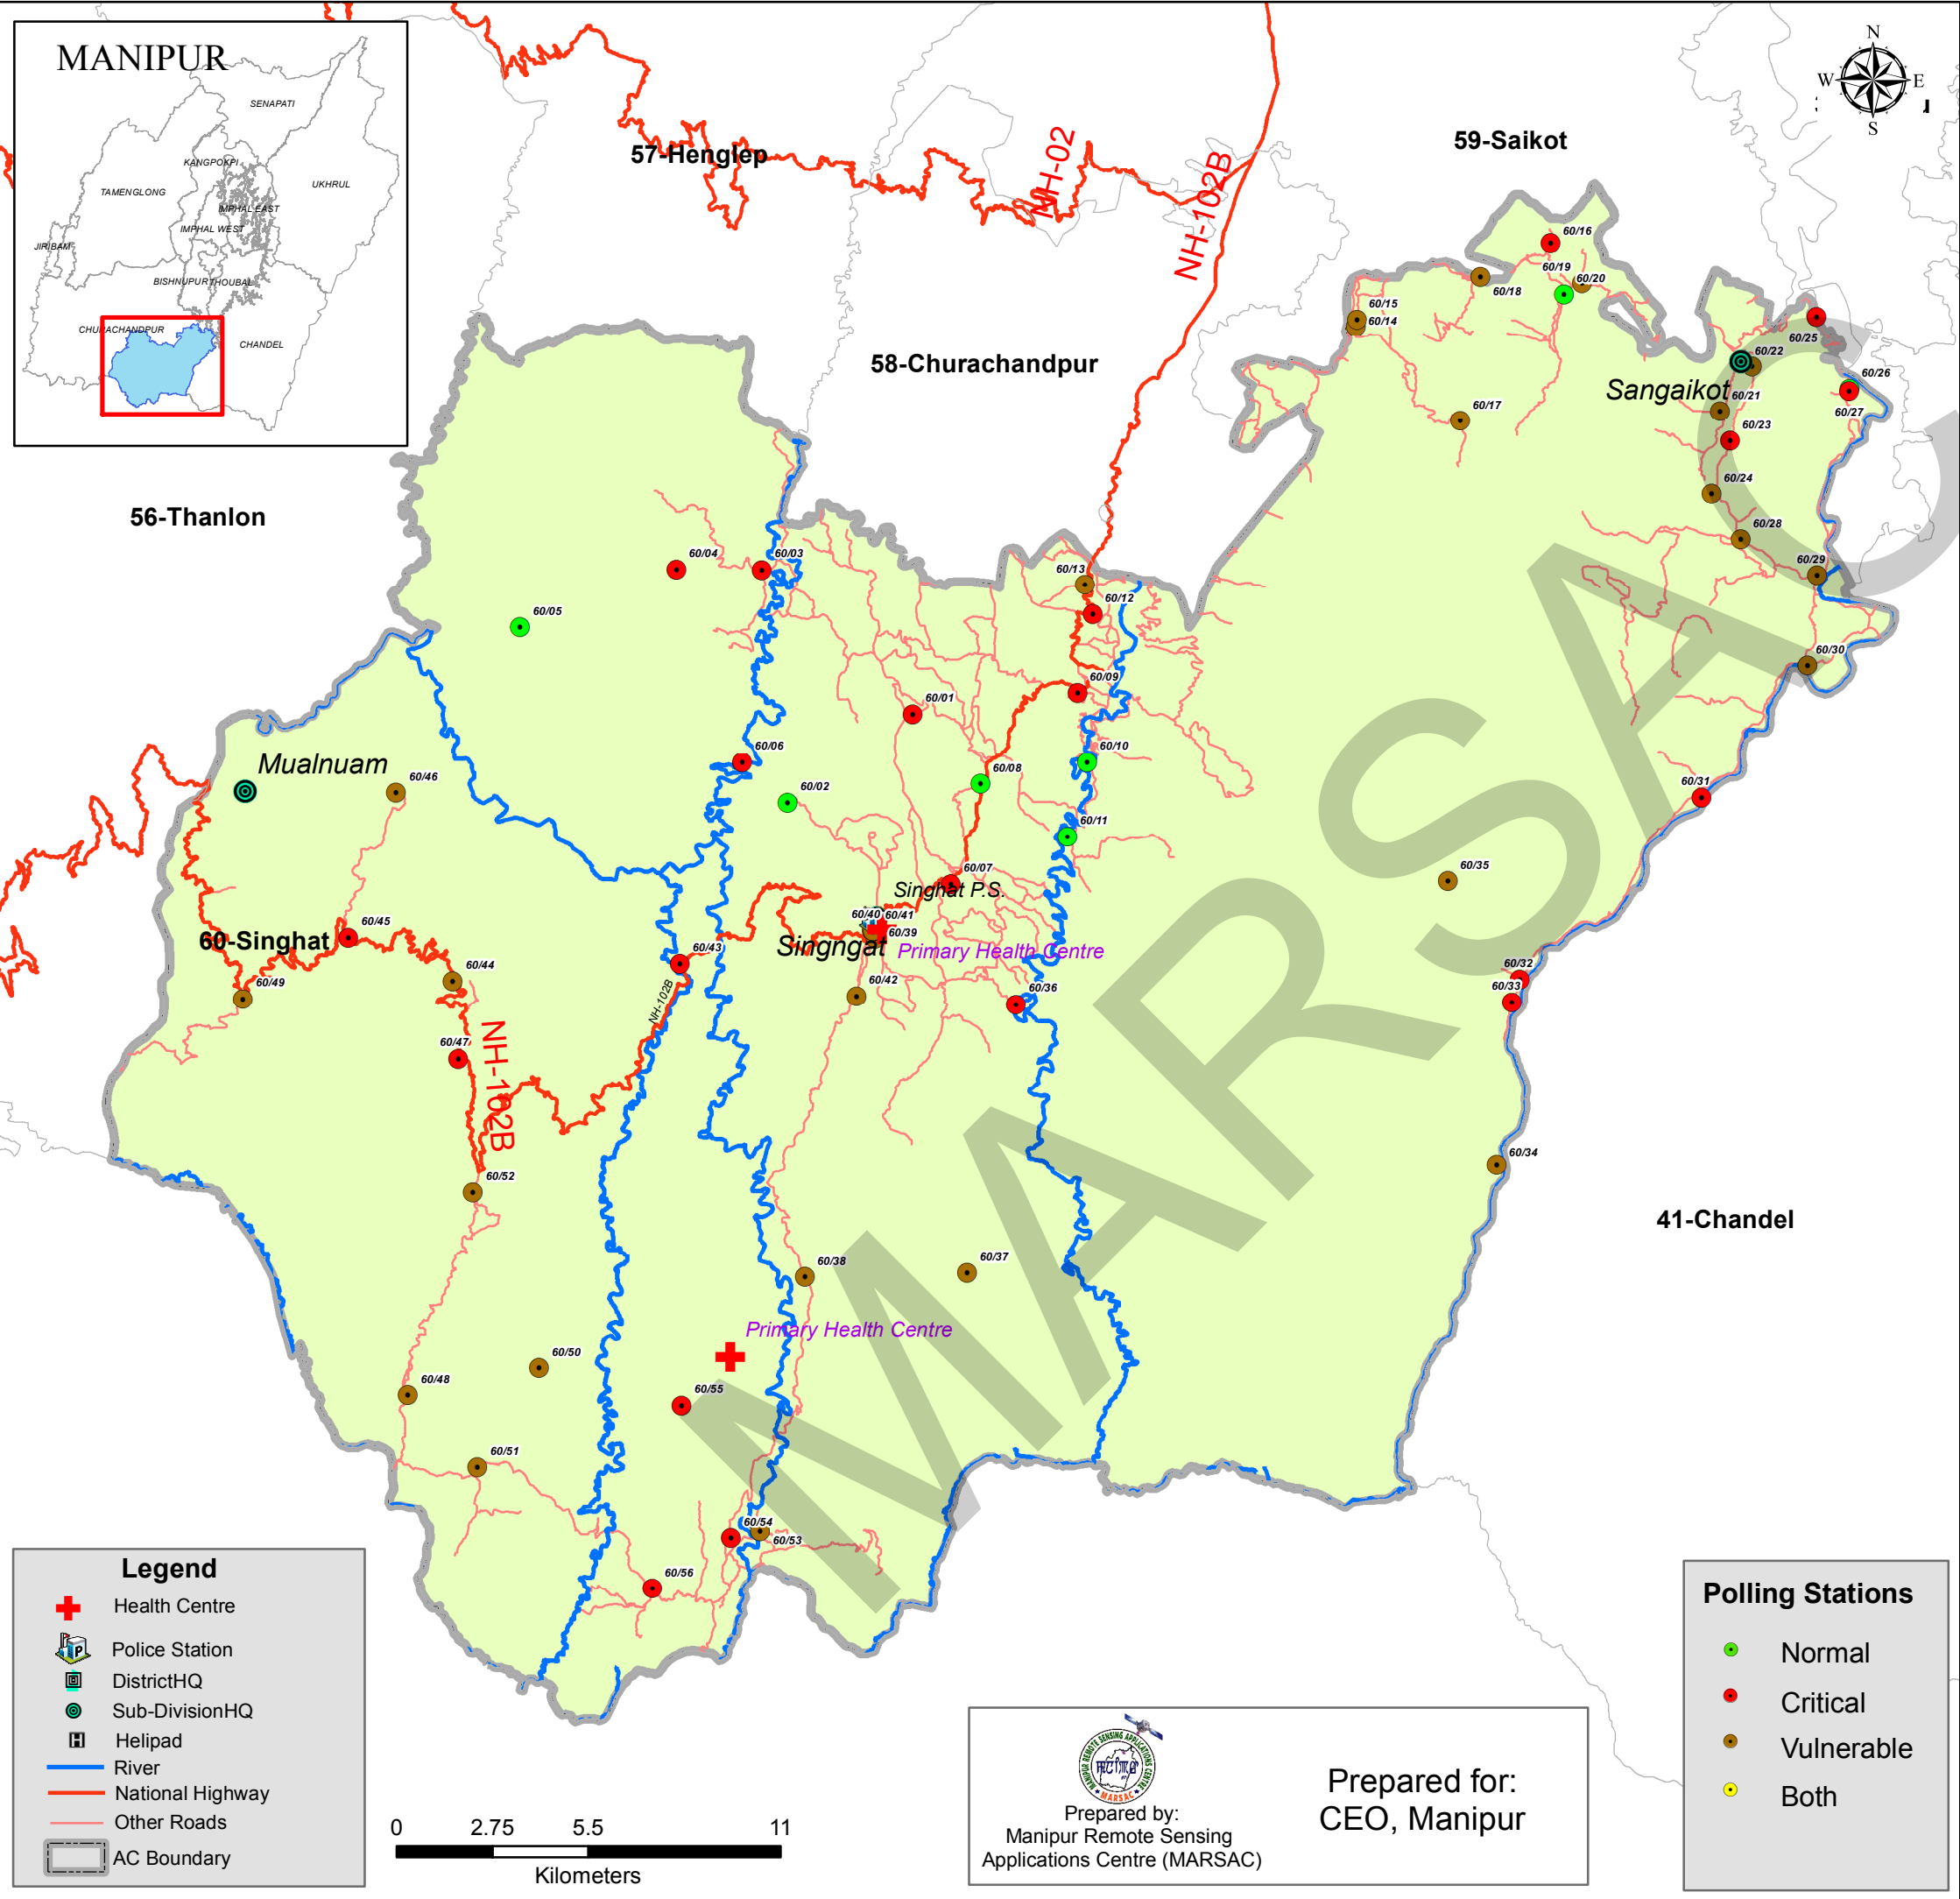 MANIPUR
SENAPATI
KANGPOKPI
TAMENGLONG
UKHRUL
IMPHAL EAST
IMPHAL WEST
JIRIBAM
BISHNUPUR
THOUBAL
CHURACHANDPUR
CHANDEL
N
W E
S
57-Henglep
NH-02
NH-102B
59-Saikot
58-Churachandpur
56-Thanlon
60/16
60/19
60/20
60/18
60/15
60/14
60/25
60/22
Sangaikot
60/26
60/21
60/27
60/17
60/23
60/24
60/28
60/29
60/04
60/03
60/13
60/12
60/05
60/30
60/09
60/01
60/06
60/10
Mualnuam
60/46
60/02
60/08
60/31
60/11
60/07
60/35
Singhat P.S.
60/40
60/41
60/39
60/45
60-Singhat
Singngat
Primary Health Centre
60/43
60/44
60/32
60/49
60/42
60/36
60/33
NH-102B
60/47
NH-102B
60/34
60/52
41-Chandel
60/38
60/37
Primary Health Centre
60/50
60/48
60/55
60/51
60/54
60/53
60/56
MARSAC
Legend
Health Centre
Police Station
DistrictHQ
Sub-DivisionHQ
Helipad
River
National Highway
Other Roads
AC Boundary
0 2.75 5.5 11
Kilometers
MANIPUR REMOTE SENSING APPLICATIONS CENTRE
MARSAC
Prepared by:
Manipur Remote Sensing
Applications Centre (MARSAC)
Prepared for:
CEO, Manipur
Polling Stations
Normal
Critical
Vulnerable
Both